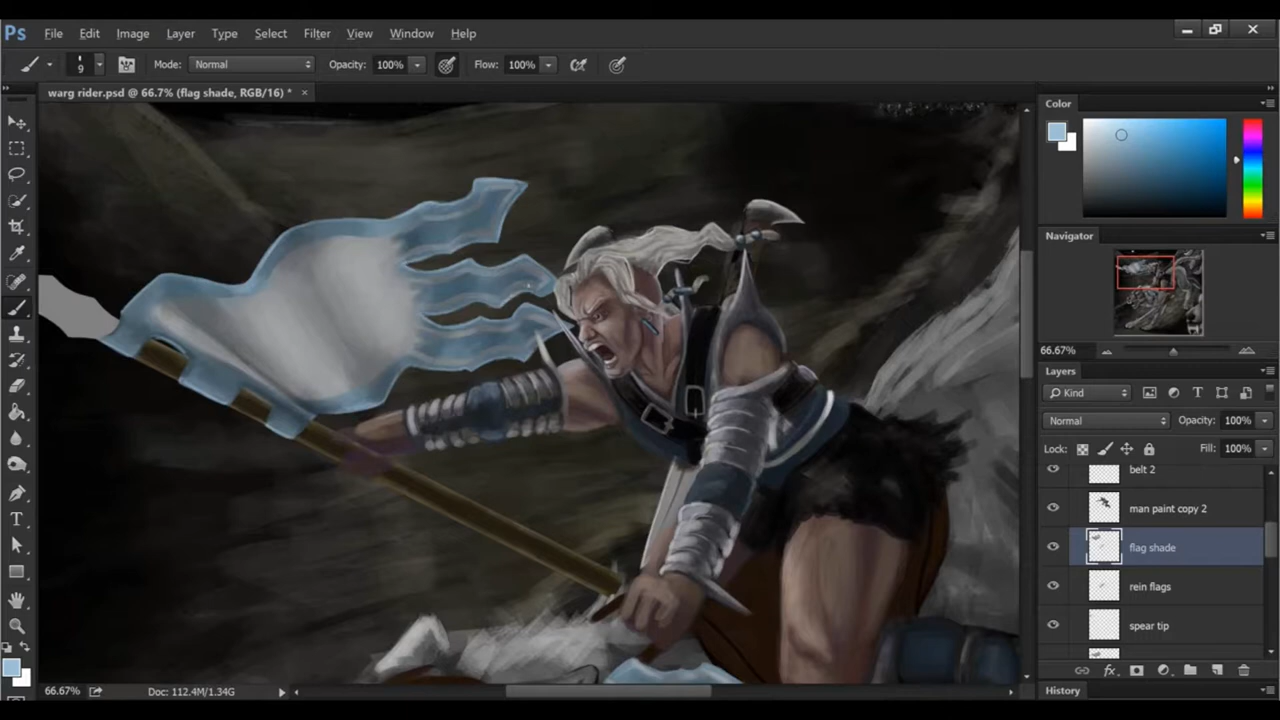 Ps File Edit Image Layer Type Select Filter View Window Help
9 Mode: Normal Opacity: 100% Flow: 100%
warg rider.psd @ 66.7% (flag shade, RGB/16) * ×
Color
Navigator
66.67%
Layers
Kind
Normal Opacity: 100%
Lock: Fill: 100%
belt 2
man paint copy 2
flag shade
rein flags
spear tip
fx
66.67% Doc: 112.4M/1.34G
History